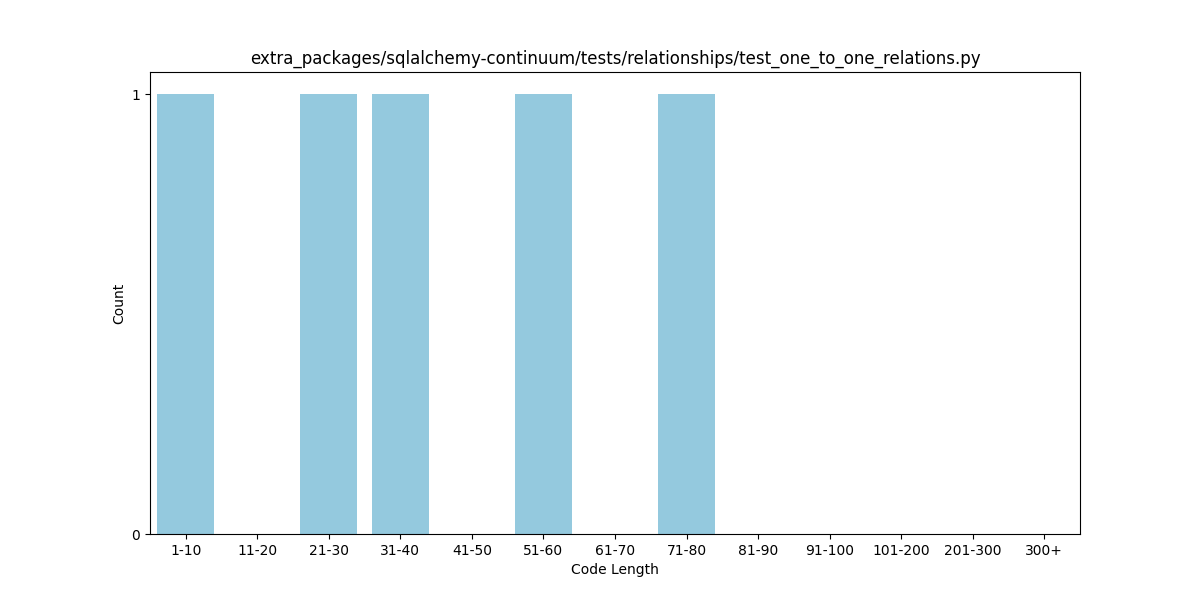 extra_packages/sqlalchemy-continuum/tests/relationships/test_one_to_one_relations.py
1
Count
0
1-10 11-20 21-30 31-40 41-50 51-60 61-70 71-80 81-90 91-100 101-200 201-300 300+
Code Length